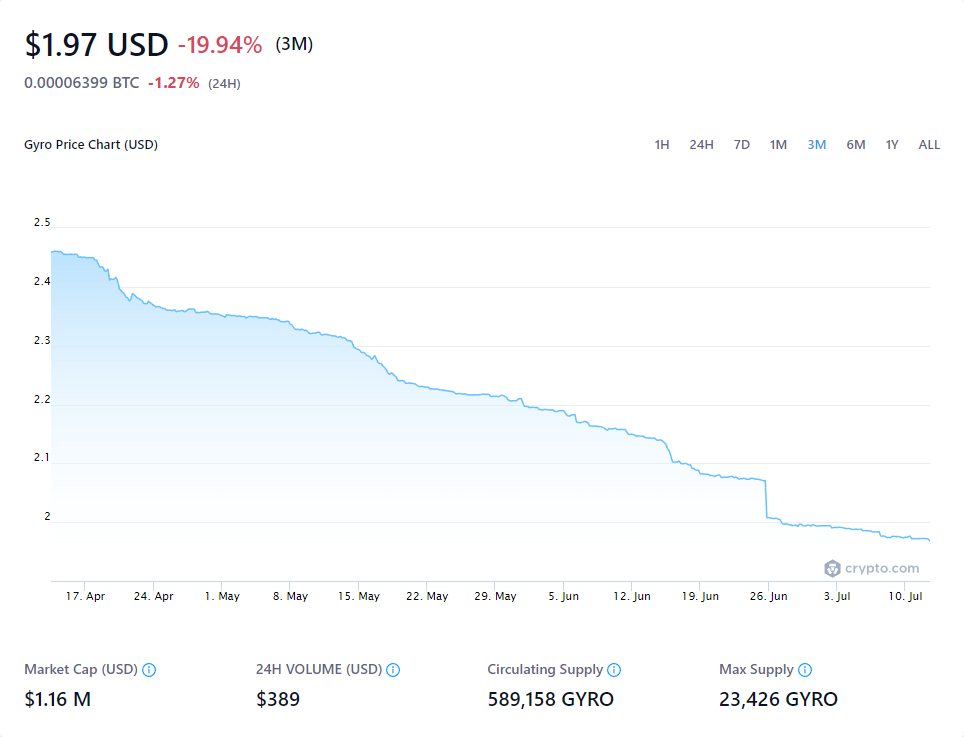 $1.97 USD -19.94% (3M)
0.00006399 BTC -1.27% (24H)
Gyro Price Chart (USD) 1H 24H 7D 1M 3M 6M 1Y ALL
2.5
2.4
2.3
2.2
2.1
2
crypto.com
17. Apr 24. Apr 1. May 8. May 15. May 22. May 29. May 5. Jun 12. Jun 19. Jun 26. Jun 3. Jul 10. Jul
Market Cap (USD) 24H VOLUME (USD) Circulating Supply Max Supply
$1.16 M $389 589,158 GYRO 23,426 GYRO